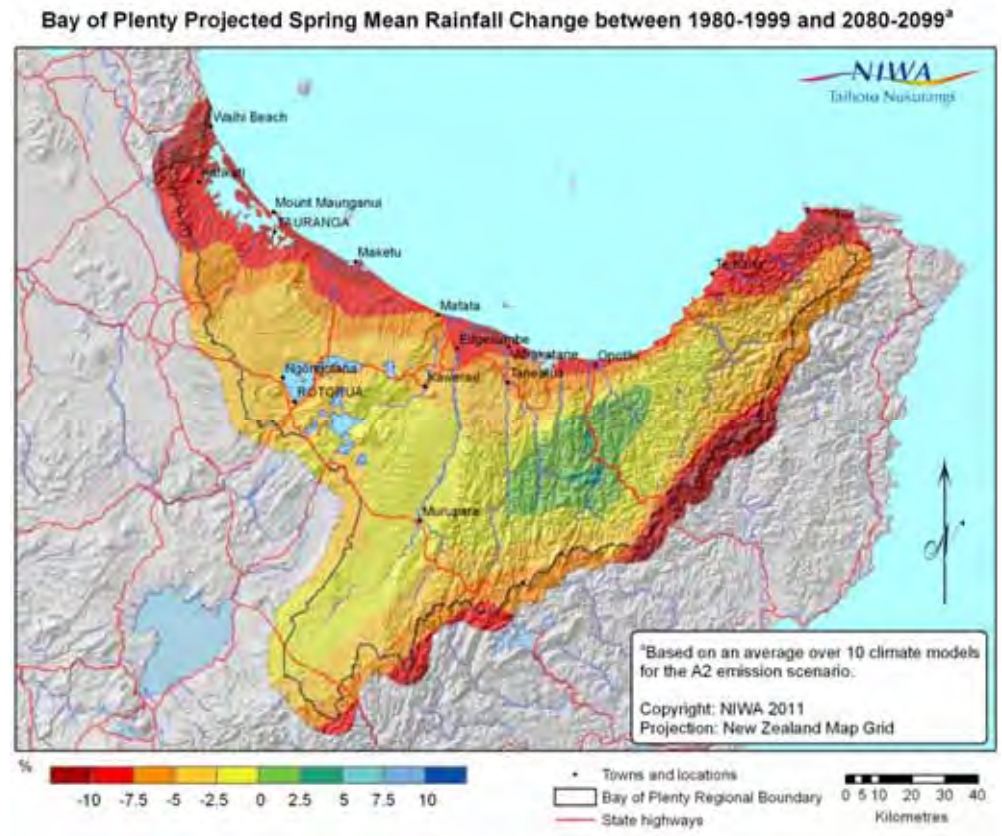 Bay of Plenty Projected Spring Mean Rainfall Change between 1980-1999 and 2080-2099ª
NIWA
Taihoro Nukurangi
Waihi Beach
Mount Maunganui
TAURANGA
Maketu
Matata
Edgecumbe
Whakatane
Opotiki
Taneatua
Kawerau
Ngongotaha
ROTORUA
Murupara
ªBased on an average over 10 climate models
for the A2 emission scenario.
Copyright: NIWA 2011
Projection: New Zealand Map Grid
N
%
-10 -7.5 -5 -2.5 0 2.5 5 7.5 10
Towns and locations
Bay of Plenty Regional Boundary
State highways
0 5 10 20 30 40
Kilometres